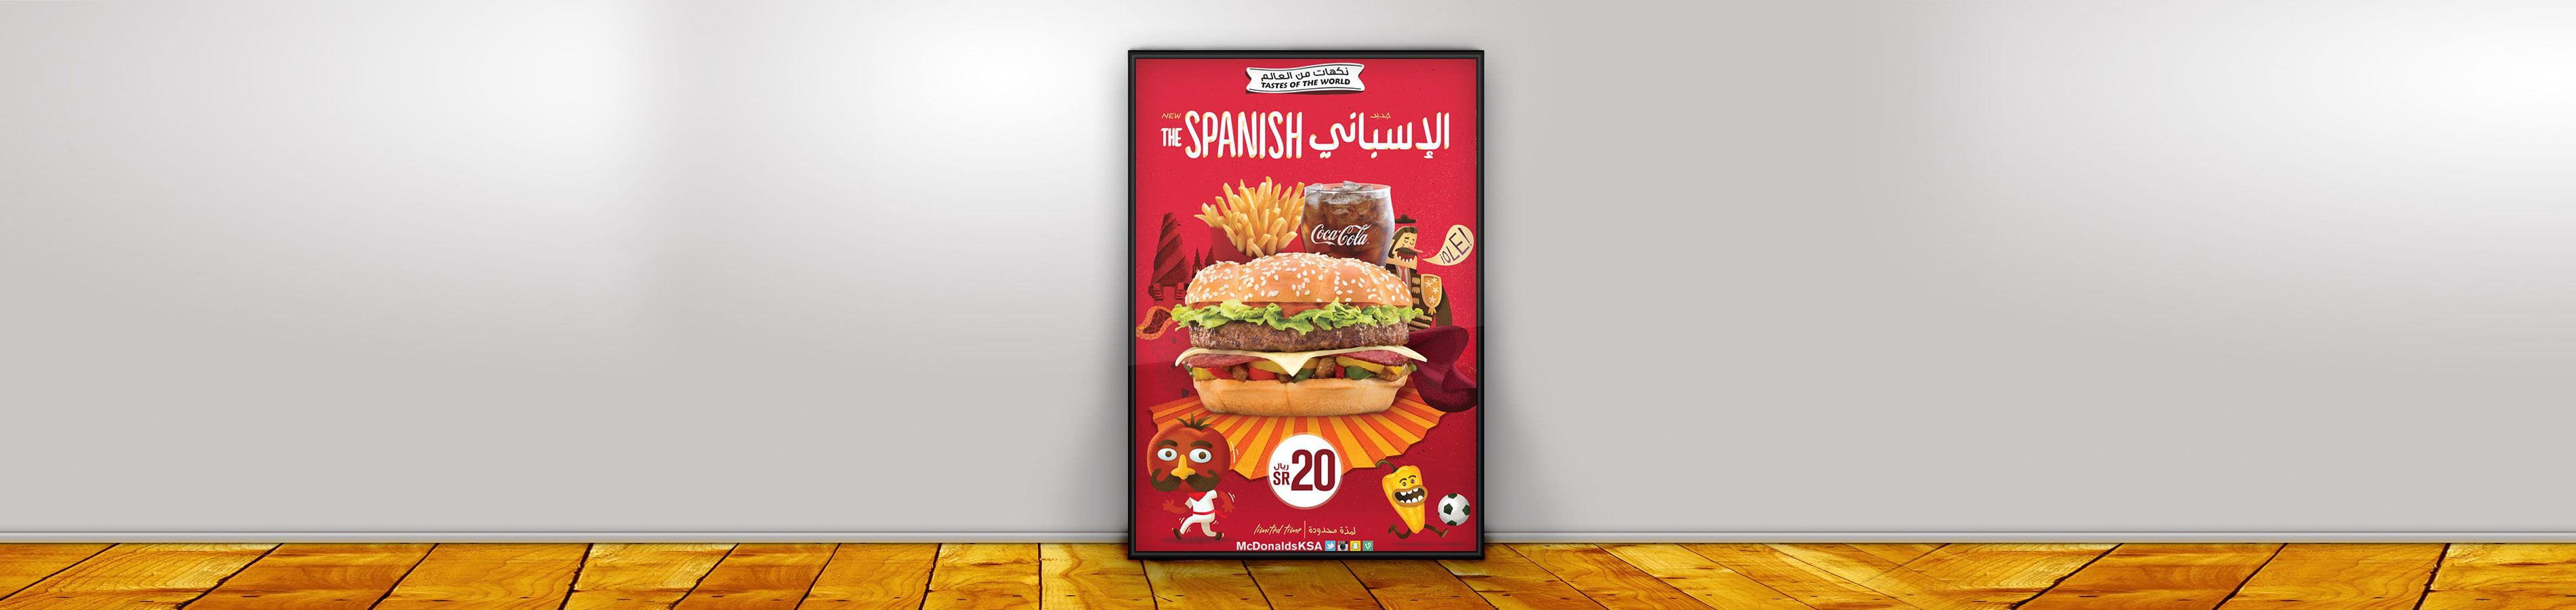 نكهات من العالم
TASTES OF THE WORLD
NEW جديد
THE SPANISH الإسباني
Coca-Cola
¡OLE!
ريال
SR 20
limited time | لمدّة محدودة
McDonaldsKSA